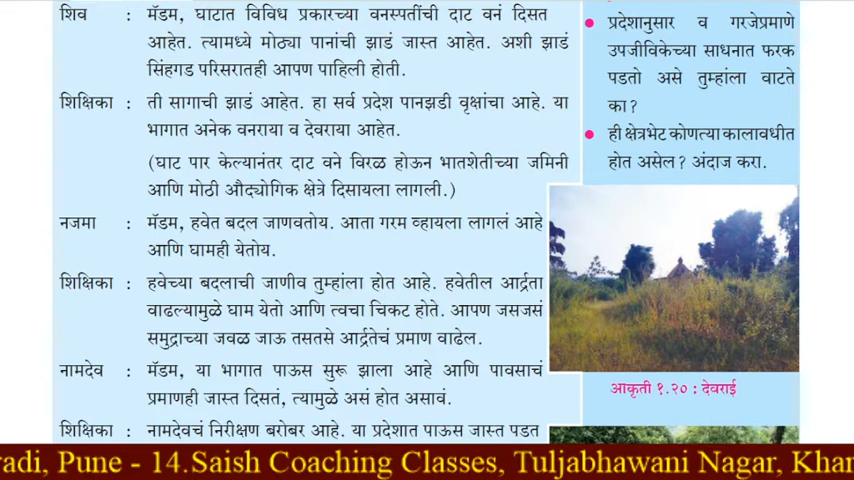 शिव : मॅडम, घाटात विविध प्रकारच्या वनस्पतींची दाट वनं दिसत
आहेत. त्यामध्ये मोठ्या पानांची झाडं जास्त आहेत. अशी झाडं
सिंहगड परिसरातही आपण पाहिली होती.
शिक्षिका : ती सागाची झाडं आहेत. हा सर्व प्रदेश पानझडी वृक्षांचा आहे. या
भागात अनेक वनराया व देवराया आहेत.
(घाट पार केल्यानंतर दाट वने विरळ होऊन भातशेतीच्या जमिनी
आणि मोठी औद्योगिक क्षेत्रे दिसायला लागली.)
नजमा : मॅडम, हवेत बदल जाणवतोय. आता गरम व्हायला लागलं आहे
आणि घामही येतोय.
शिक्षिका : हवेच्या बदलाची जाणीव तुम्हांला होत आहे. हवेतील आर्द्रता
वाढल्यामुळे घाम येतो आणि त्वचा चिकट होते. आपण जसजसं
समुद्राच्या जवळ जाऊ तसतसे आर्द्रतेचं प्रमाण वाढेल.
नामदेव : मॅडम, या भागात पाऊस सुरू झाला आहे आणि पावसाचं
प्रमाणही जास्त दिसतं, त्यामुळे असं होत असावं.
शिक्षिका : नामदेवचं निरीक्षण बरोबर आहे. या प्रदेशात पाऊस जास्त पडत
● प्रदेशानुसार व गरजेप्रमाणे
उपजीविकेच्या साधनात फरक
पडतो असे तुम्हांला वाटते
का?
● ही क्षेत्रभेट कोणत्या कालावधीत
होत असेल? अंदाज करा.
आकृती १.२० : देवराई
adi, Pune - 14.Saish Coaching Classes, Tuljabhawani Nagar, Khar